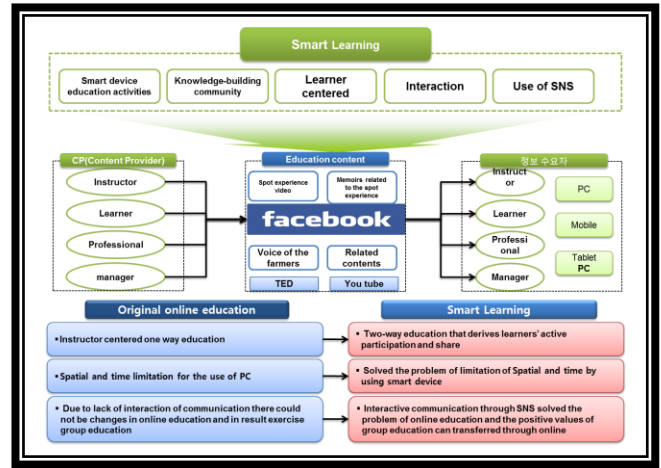 Smart Learning
Smart device
education activities
Knowledge-building
community
Learner
centered
Interaction
Use of SNS
CP(Content Provider)
Instructor
Learner
Professional
manager
Education content
Spot experience
video
Memoirs related
to the spot
experience
facebook
Voice of the
farmers
Related
contents
TED
You tube
정보 수요자
Instruct
or
Learner
Professi
onal
Manager
PC
Mobile
Tablet
PC
Original online education
Smart Learning
▪Instructor centered one way education
▪ Two-way education that derives learners' active
participation and share
▪Spatial and time limitation for the use of PC
▪ Solved the problem of limitation of Spatial and time by
using smart device
▪ Due to lack of interaction of communication there could
not be changes in online education and in result exercise
group education
▪ Interactive communication through SNS solved the
problem of online education and the positive values of
group education can transferred through online